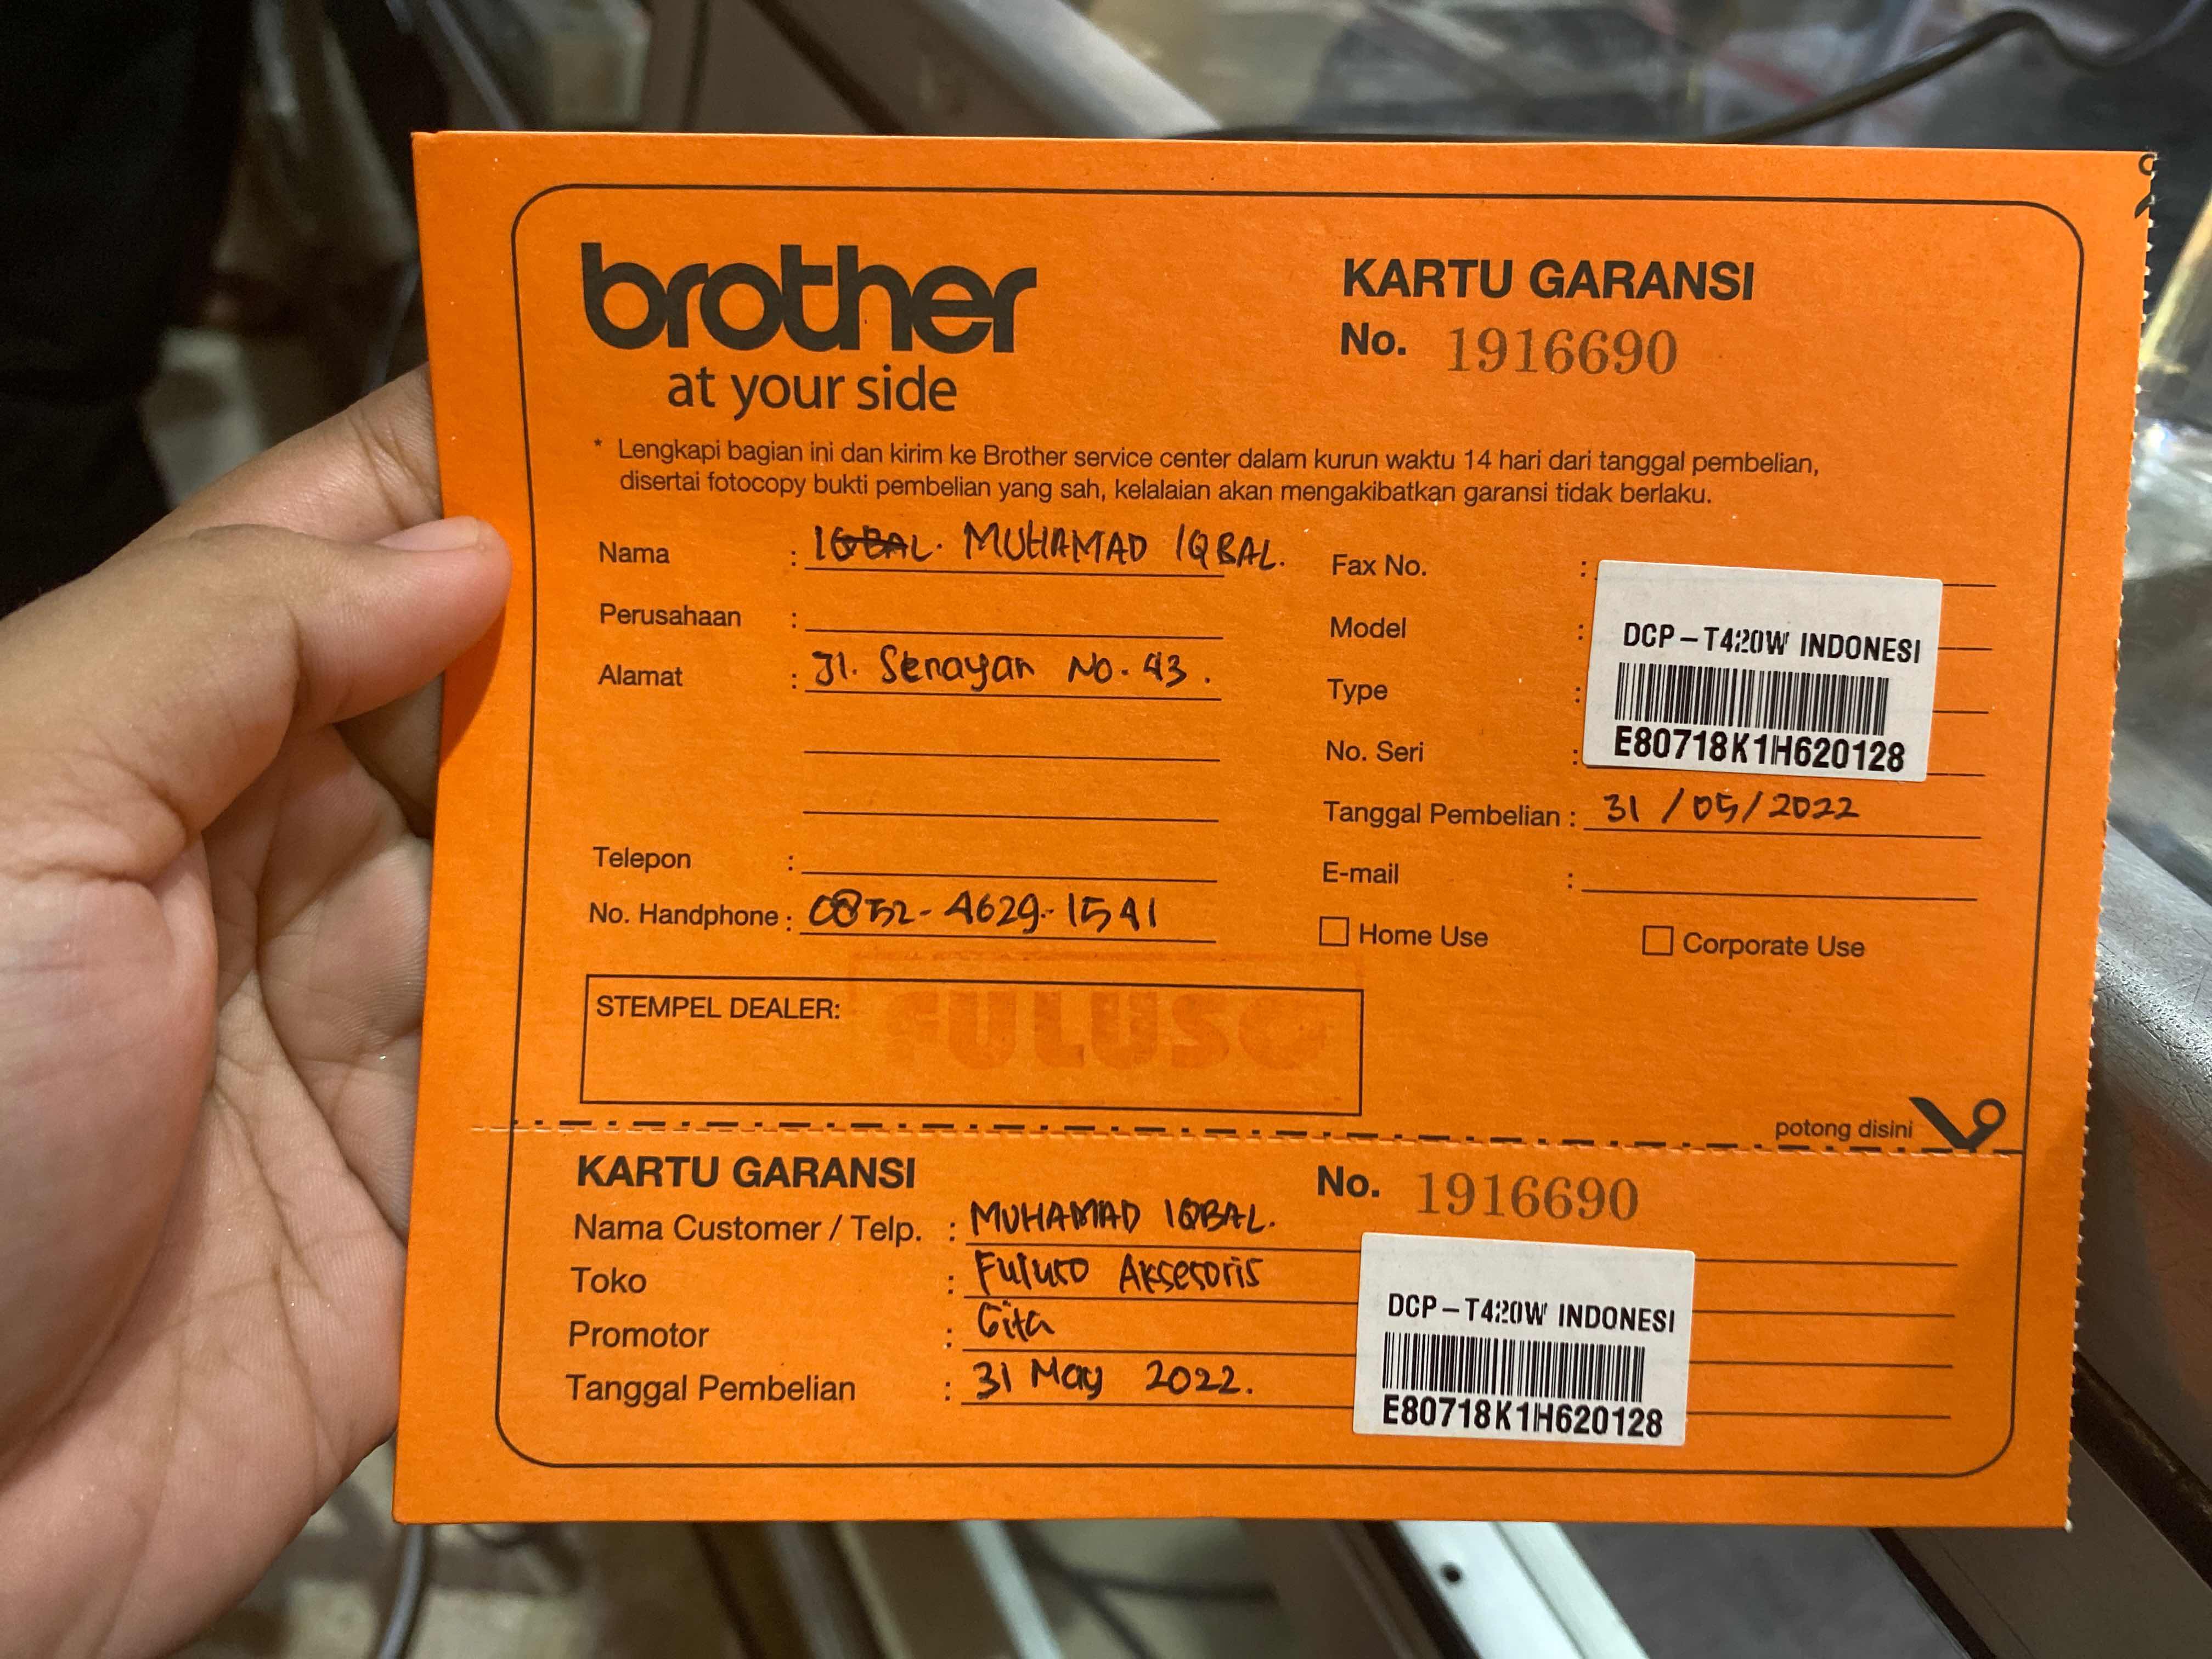 brother
at your side
KARTU GARANSI
No. 1916690
* Lengkapi bagian ini dan kirim ke Brother service center dalam kurun waktu 14 hari dari tanggal pembelian,
disertai fotocopy bukti pembelian yang sah, kelalaian akan mengakibatkan garansi tidak berlaku.
Nama : IQBAL. MUHAMAD IQBAL.
Perusahaan :
Alamat : Jl. Senayan No. 43.
Telepon :
No. Handphone : 0852-4629-1541
Fax No. :
Model :
Type :
No. Seri :
DCP-T420W INDONESI
E80718K1H620128
Tanggal Pembelian : 31/05/2022
E-mail :
Home Use Corporate Use
STEMPEL DEALER: FULUSO
potong disini
KARTU GARANSI No. 1916690
Nama Customer / Telp. : MUHAMAD IQBAL.
Toko : Fuluso Aksesoris
Promotor : Gita
Tanggal Pembelian : 31 May 2022.
DCP-T420W INDONESI
E80718K1H620128